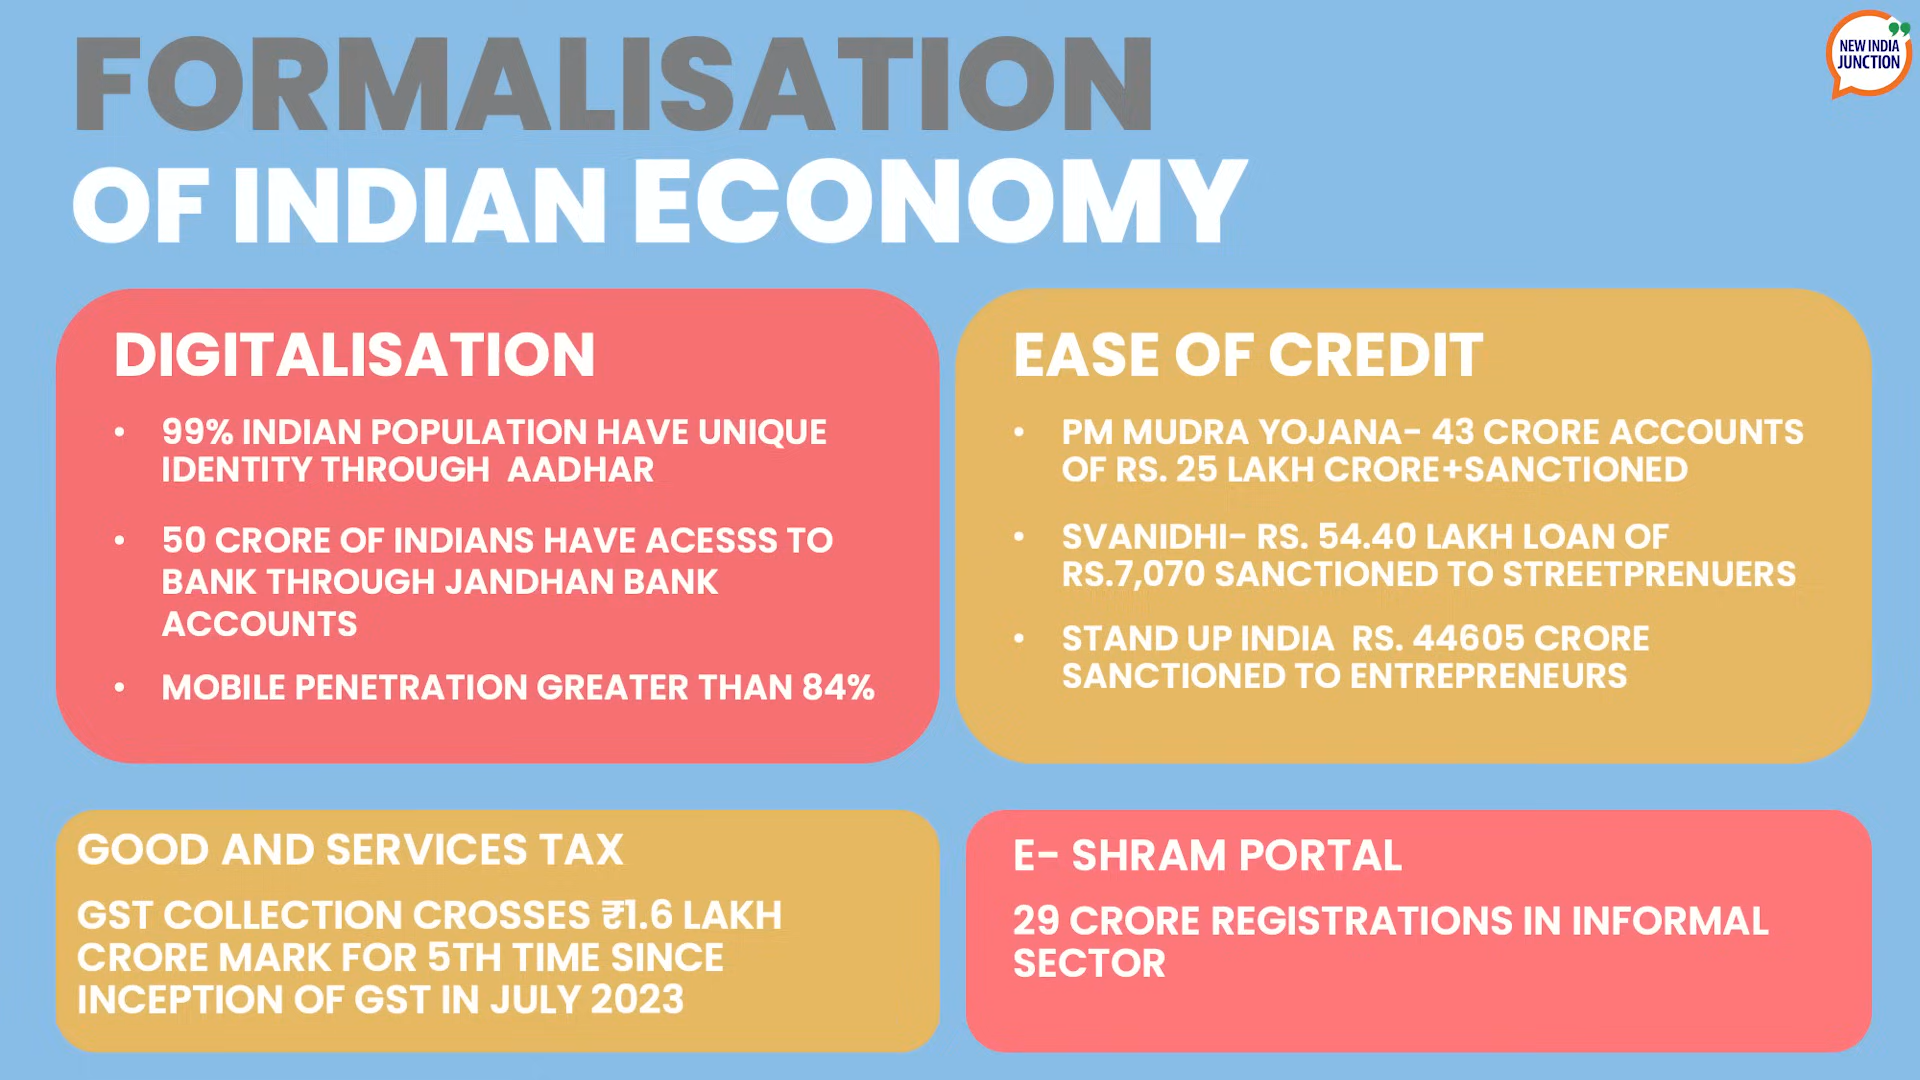 FORMALISATION
OF INDIAN ECONOMY
NEW INDIA
JUNCTION
DIGITALISATION
• 99% INDIAN POPULATION HAVE UNIQUE
IDENTITY THROUGH AADHAR
• 50 CRORE OF INDIANS HAVE ACESSS TO
BANK THROUGH JANDHAN BANK
ACCOUNTS
• MOBILE PENETRATION GREATER THAN 84%
EASE OF CREDIT
• PM MUDRA YOJANA- 43 CRORE ACCOUNTS
OF RS. 25 LAKH CRORE+SANCTIONED
• SVANIDHI- RS. 54.40 LAKH LOAN OF
RS.7,070 SANCTIONED TO STREETPRENUERS
• STAND UP INDIA RS. 44605 CRORE
SANCTIONED TO ENTREPRENEURS
GOOD AND SERVICES TAX
GST COLLECTION CROSSES ₹1.6 LAKH
CRORE MARK FOR 5TH TIME SINCE
INCEPTION OF GST IN JULY 2023
E- SHRAM PORTAL
29 CRORE REGISTRATIONS IN INFORMAL
SECTOR